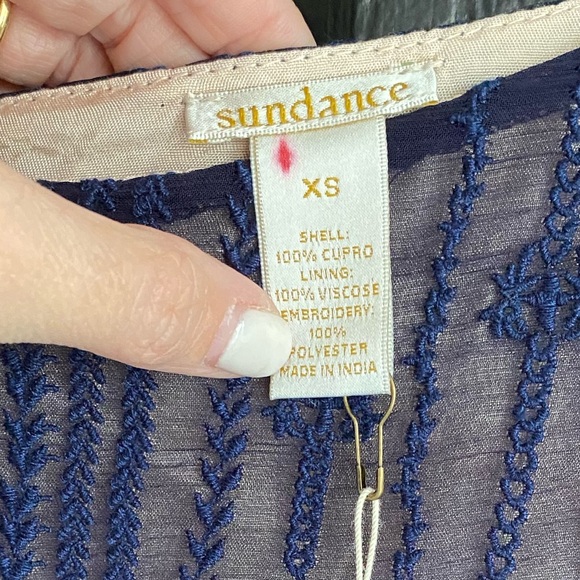 sundance
XS
SHELL:
100% CUPRO
LINING:
100% VISCOSE
EMBROIDERY:
100%
POLYESTER
MADE IN INDIA